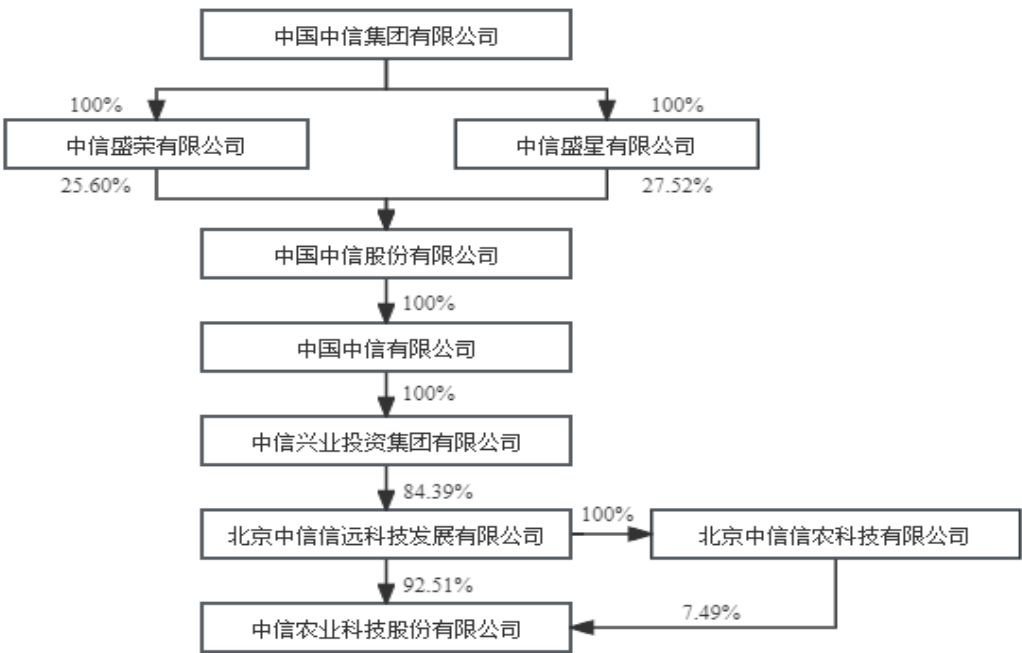 中国中信集团有限公司
100%
100%
中信盛荣有限公司
中信盛星有限公司
25.60%
27.52%
中国中信股份有限公司
100%
中国中信有限公司
100%
中信兴业投资集团有限公司
84.39%
北京中信信远科技发展有限公司
100%
北京中信信农科技有限公司
92.51%
7.49%
中信农业科技股份有限公司